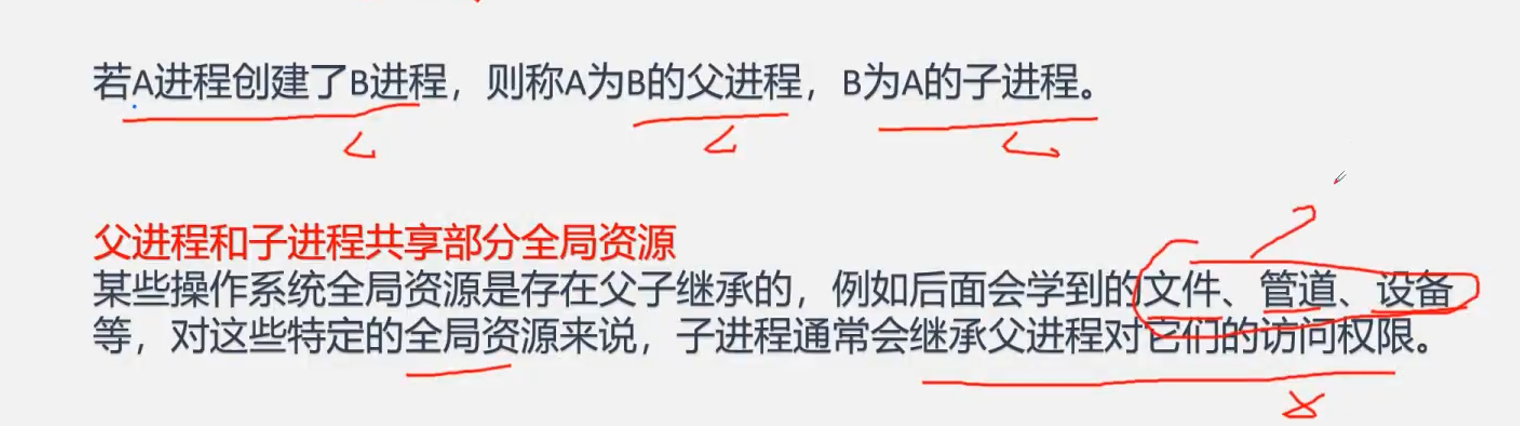 若A进程创建了B进程，则称A为B的父进程，B为A的子进程。
父进程和子进程共享部分全局资源
某些操作系统全局资源是存在父子继承的，例如后面会学到的文件、管道、设备
等，对这些特定的全局资源来说，子进程通常会继承父进程对它们的访问权限。